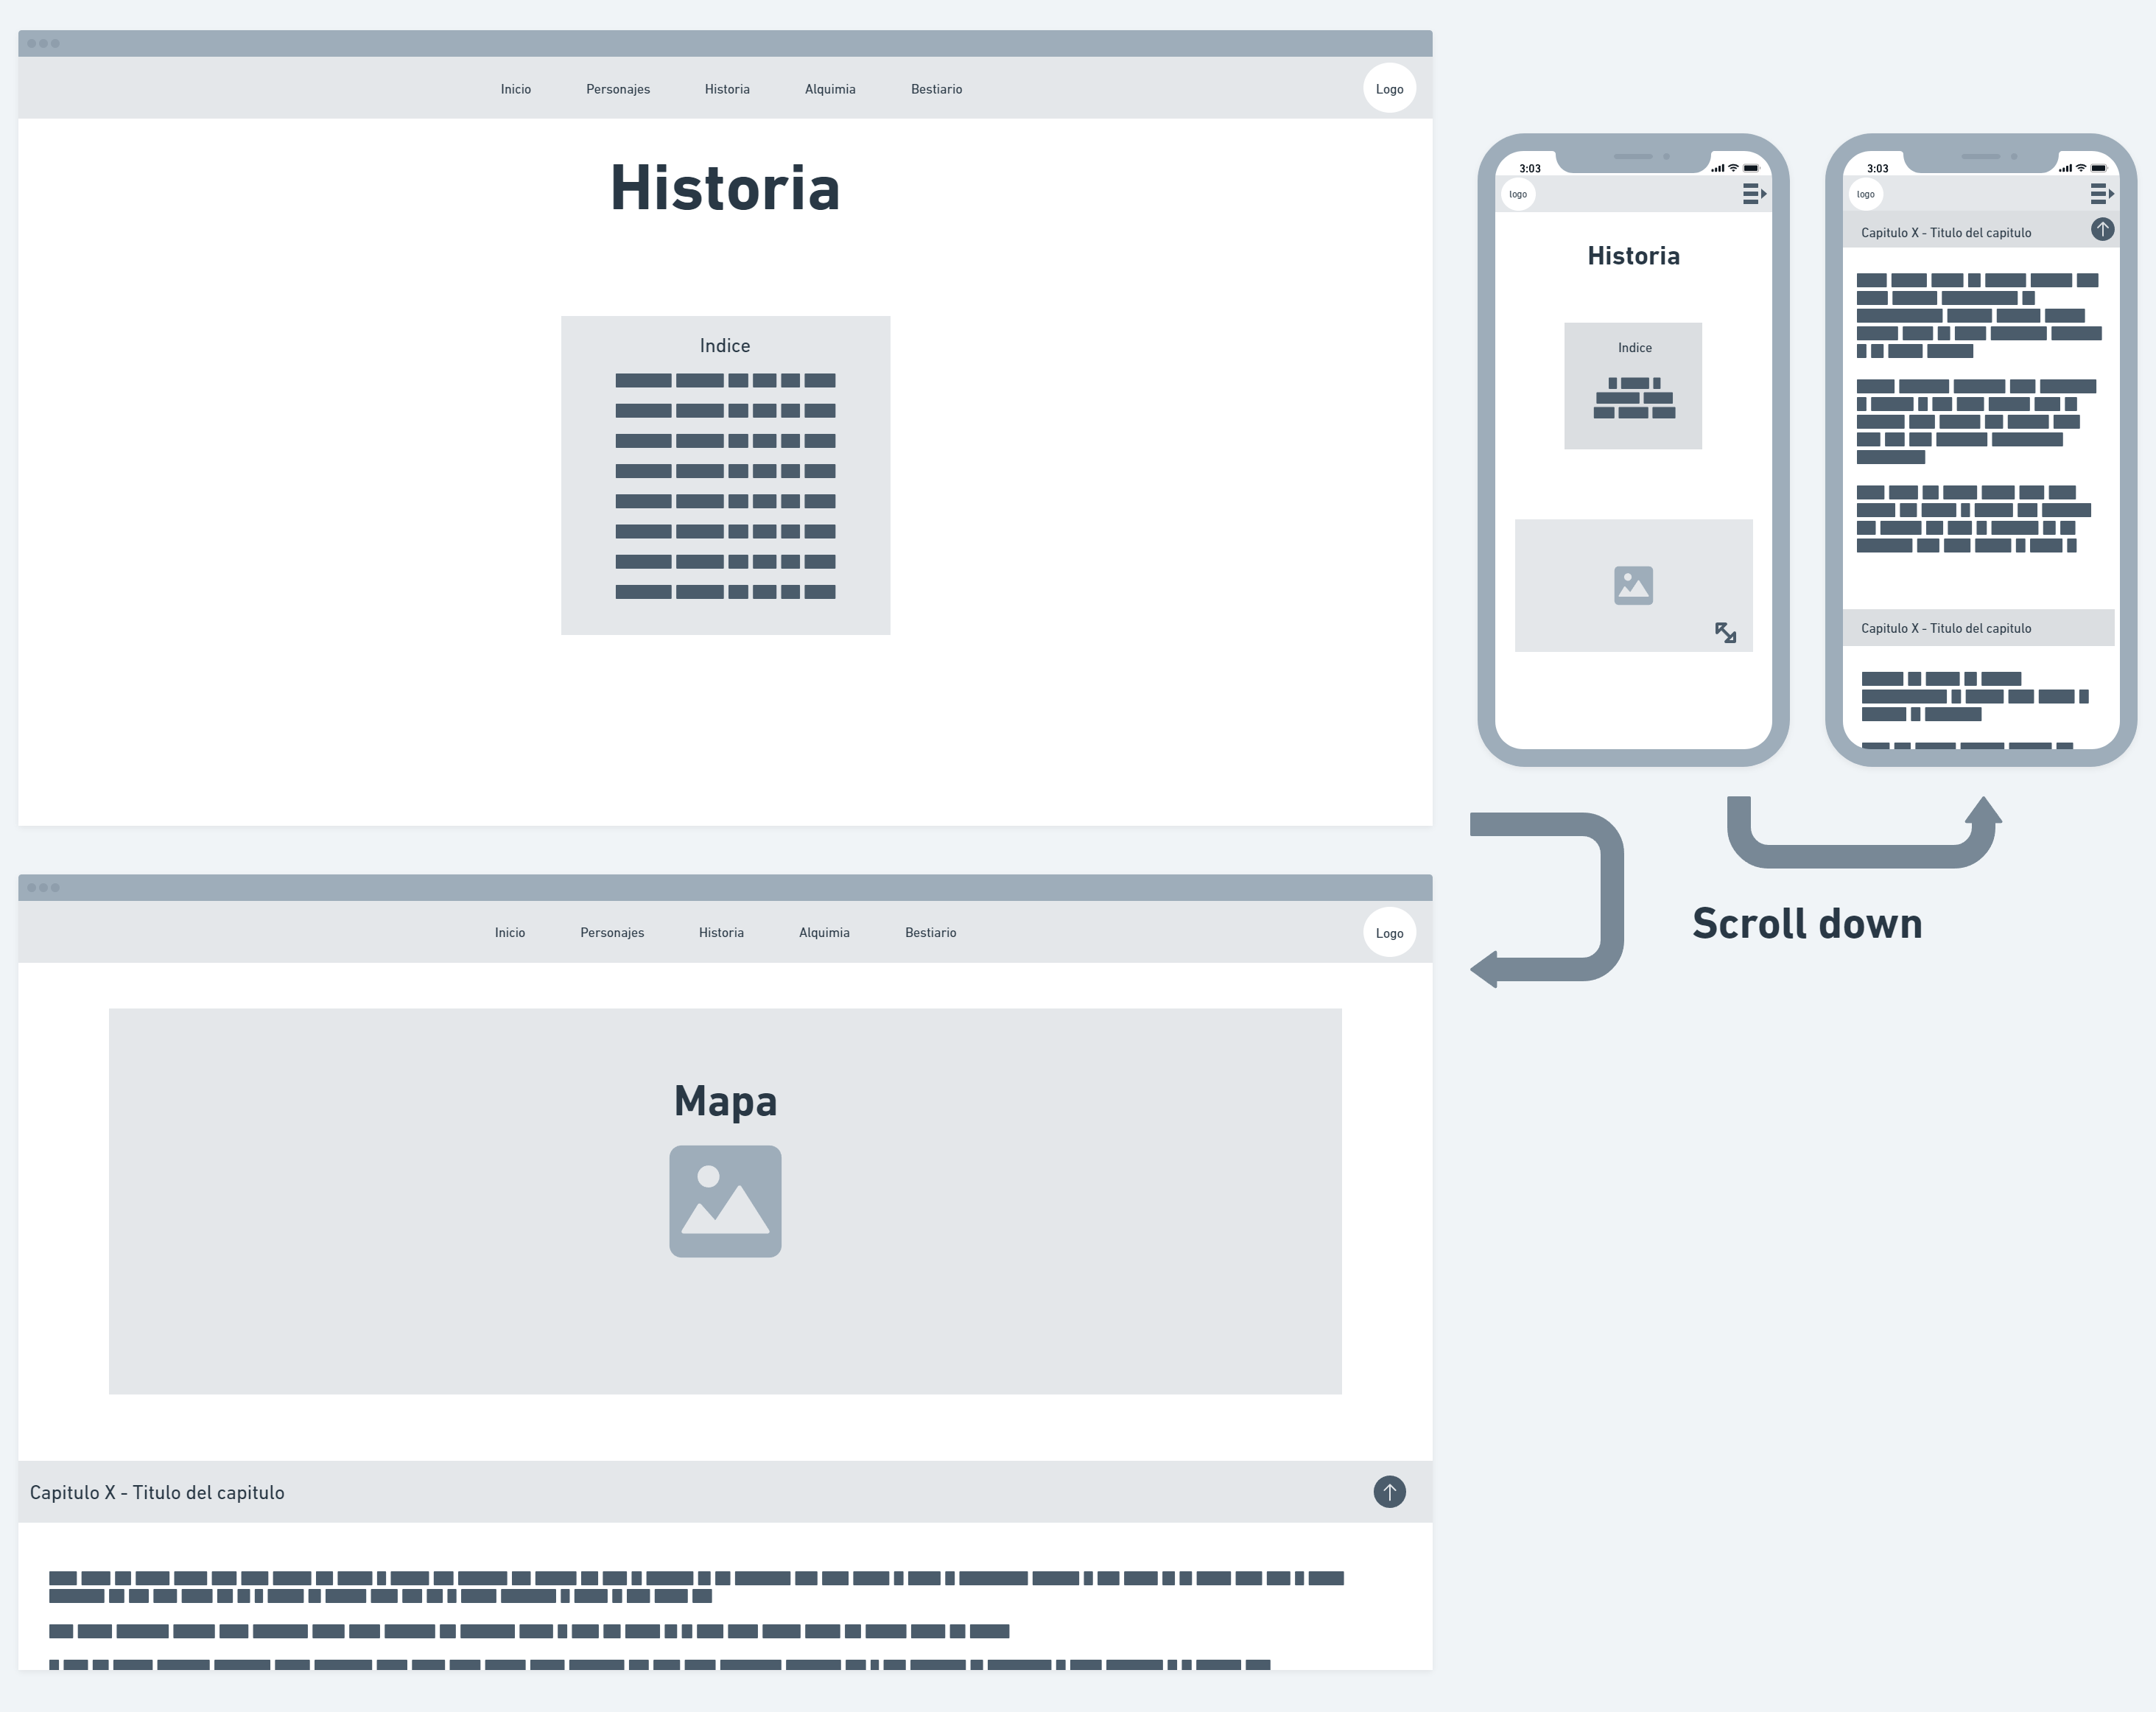 Inicio Personajes Historia Alquimia Bestiario Logo
Historia
Indice
Inicio Personajes Historia Alquimia Bestiario Logo
Mapa
Capitulo X - Titulo del capitulo
3:03
logo
Historia
Indice
3:03
logo
Capitulo X - Titulo del capitulo
Capitulo X - Titulo del capitulo
Scroll down